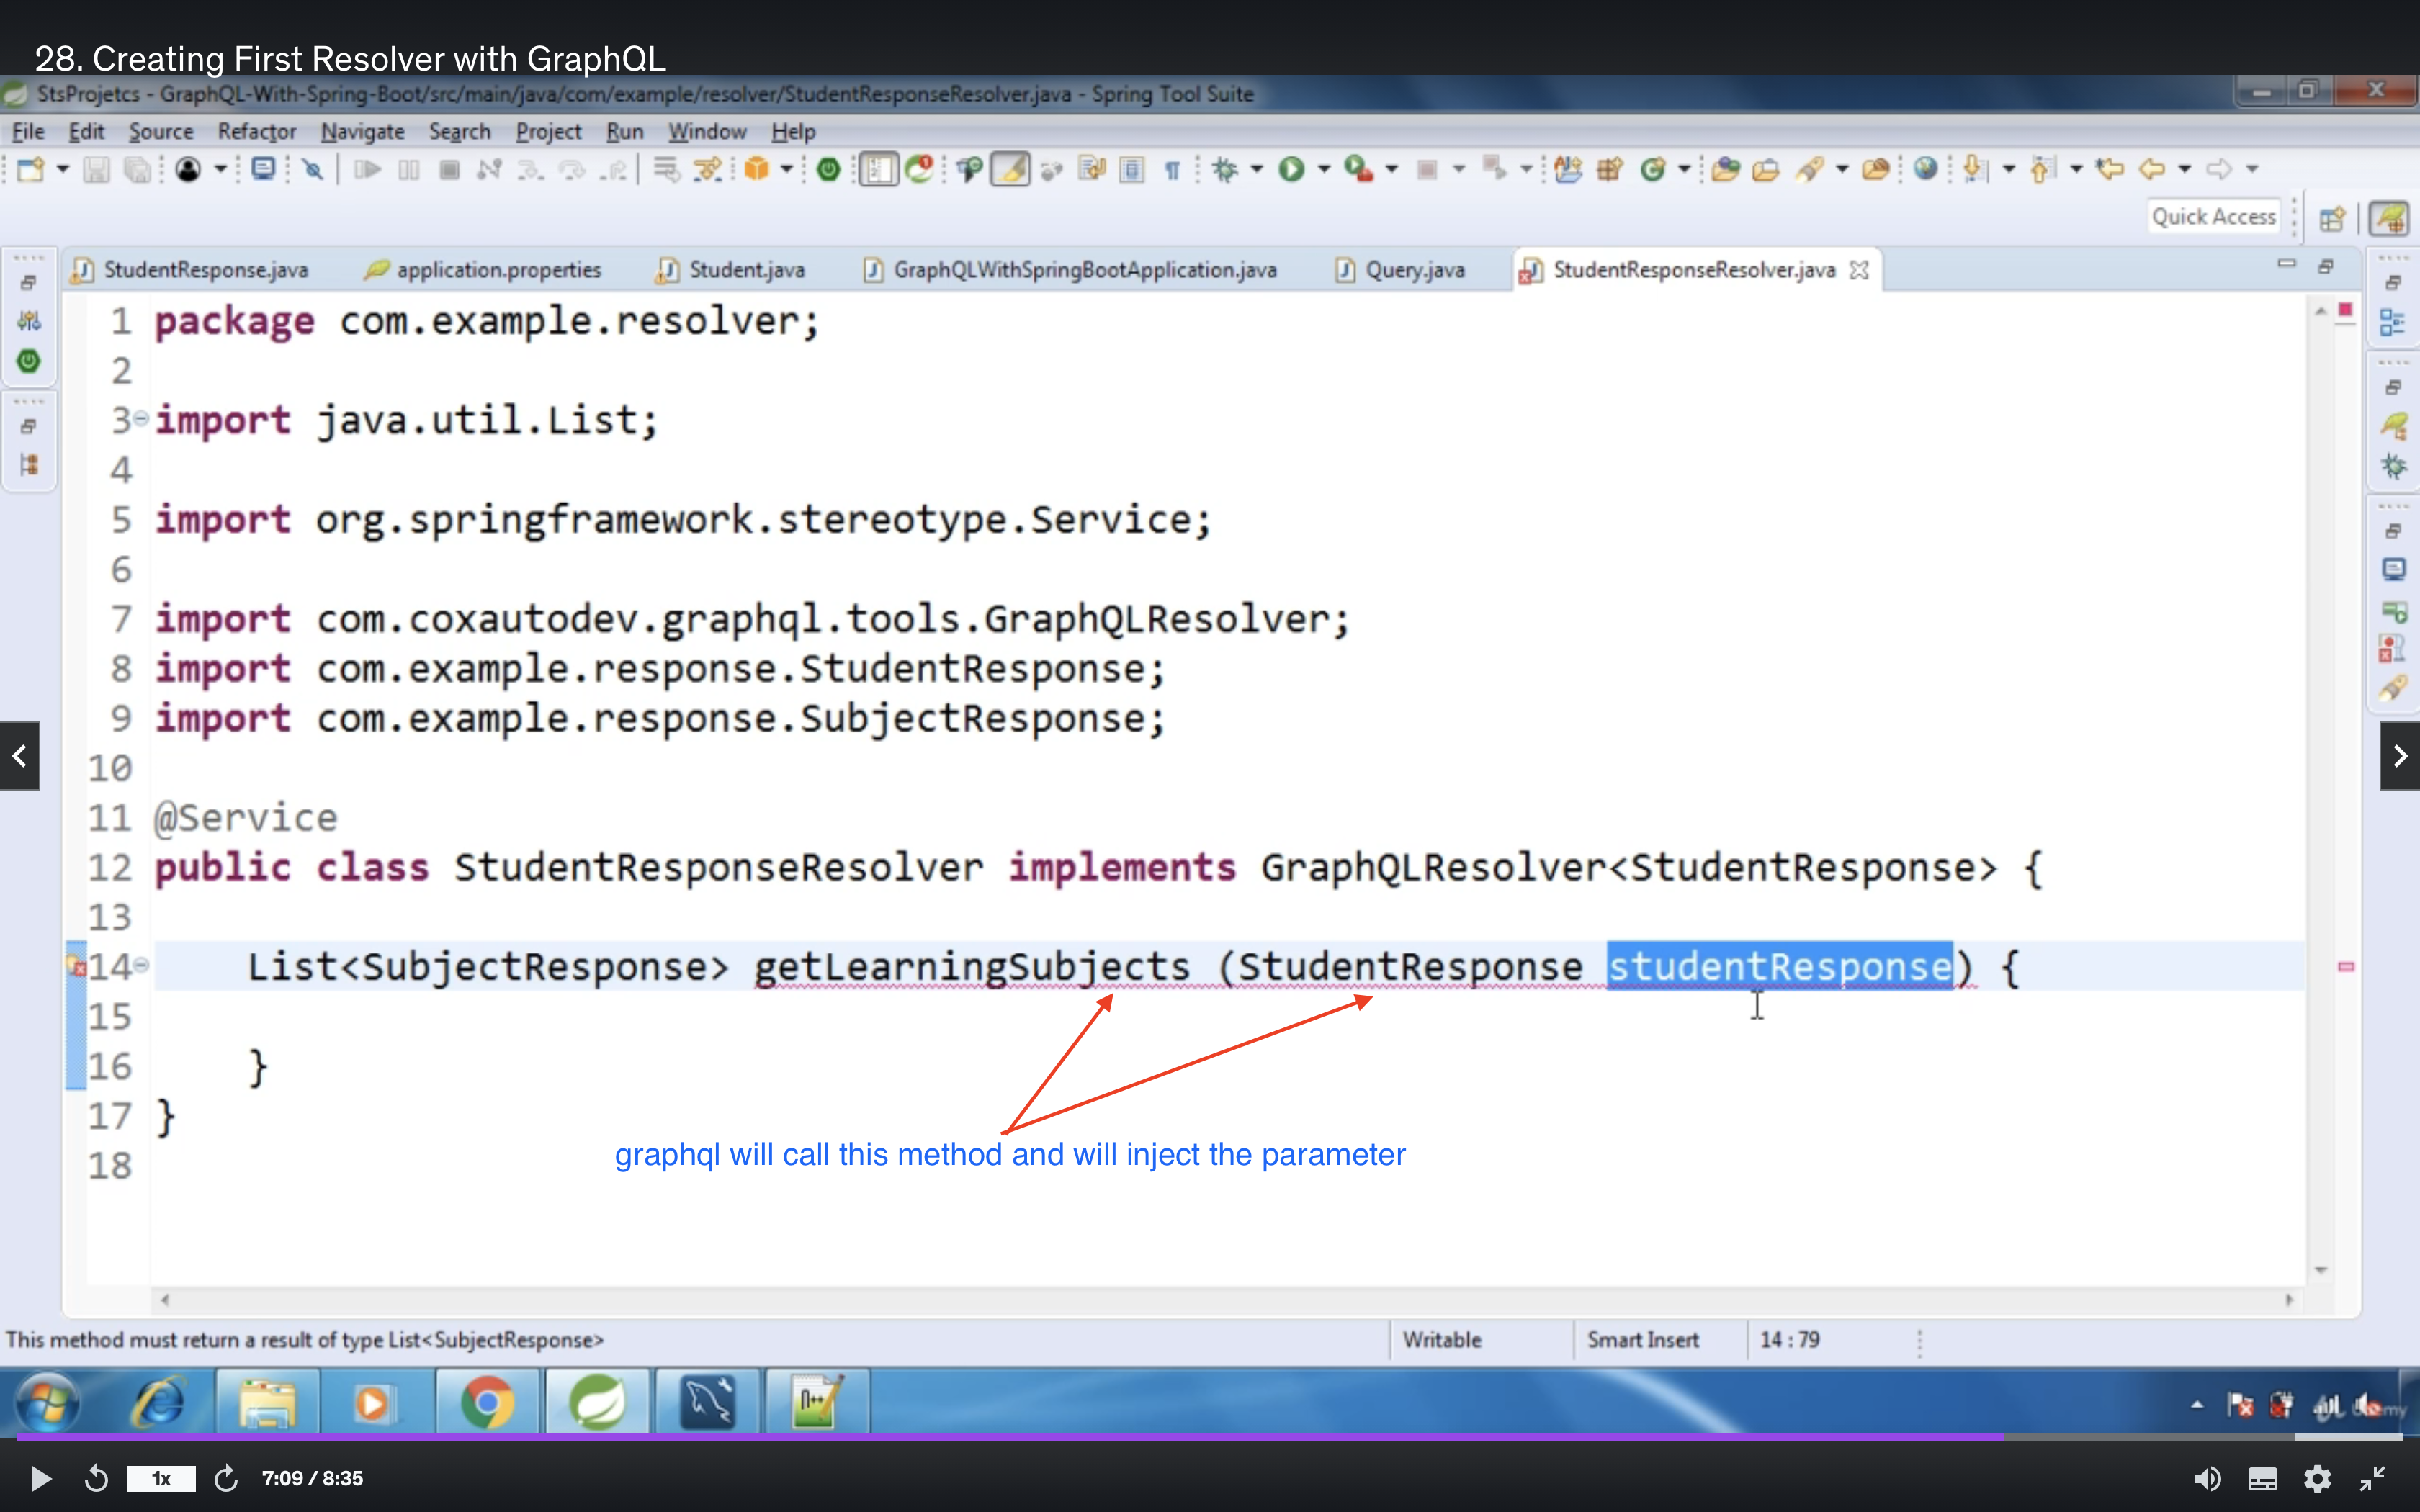 28. Creating First Resolver with GraphQL
StsProjetcs - GraphQL-With-Spring-Boot/src/main/java/com/example/resolver/StudentResponseResolver.java - Spring Tool Suite
File Edit Source Refactor Navigate Search Project Run Window Help
Quick Access
StudentResponse.java application.properties Student.java GraphQLWithSpringBootApplication.java Query.java StudentResponseResolver.java
1 package com.example.resolver;
2
3 import java.util.List;
4
5 import org.springframework.stereotype.Service;
6
7 import com.coxautodev.graphql.tools.GraphQLResolver;
8 import com.example.response.StudentResponse;
9 import com.example.response.SubjectResponse;
10
11 @Service
12 public class StudentResponseResolver implements GraphQLResolver<StudentResponse> {
13
14 List<SubjectResponse> getLearningSubjects (StudentResponse studentResponse) {
15
16 }
17 }
graphql will call this method and will inject the parameter
18
This method must return a result of type List<SubjectResponse> Writable Smart Insert 14 : 79
1x 7:09 / 8:35